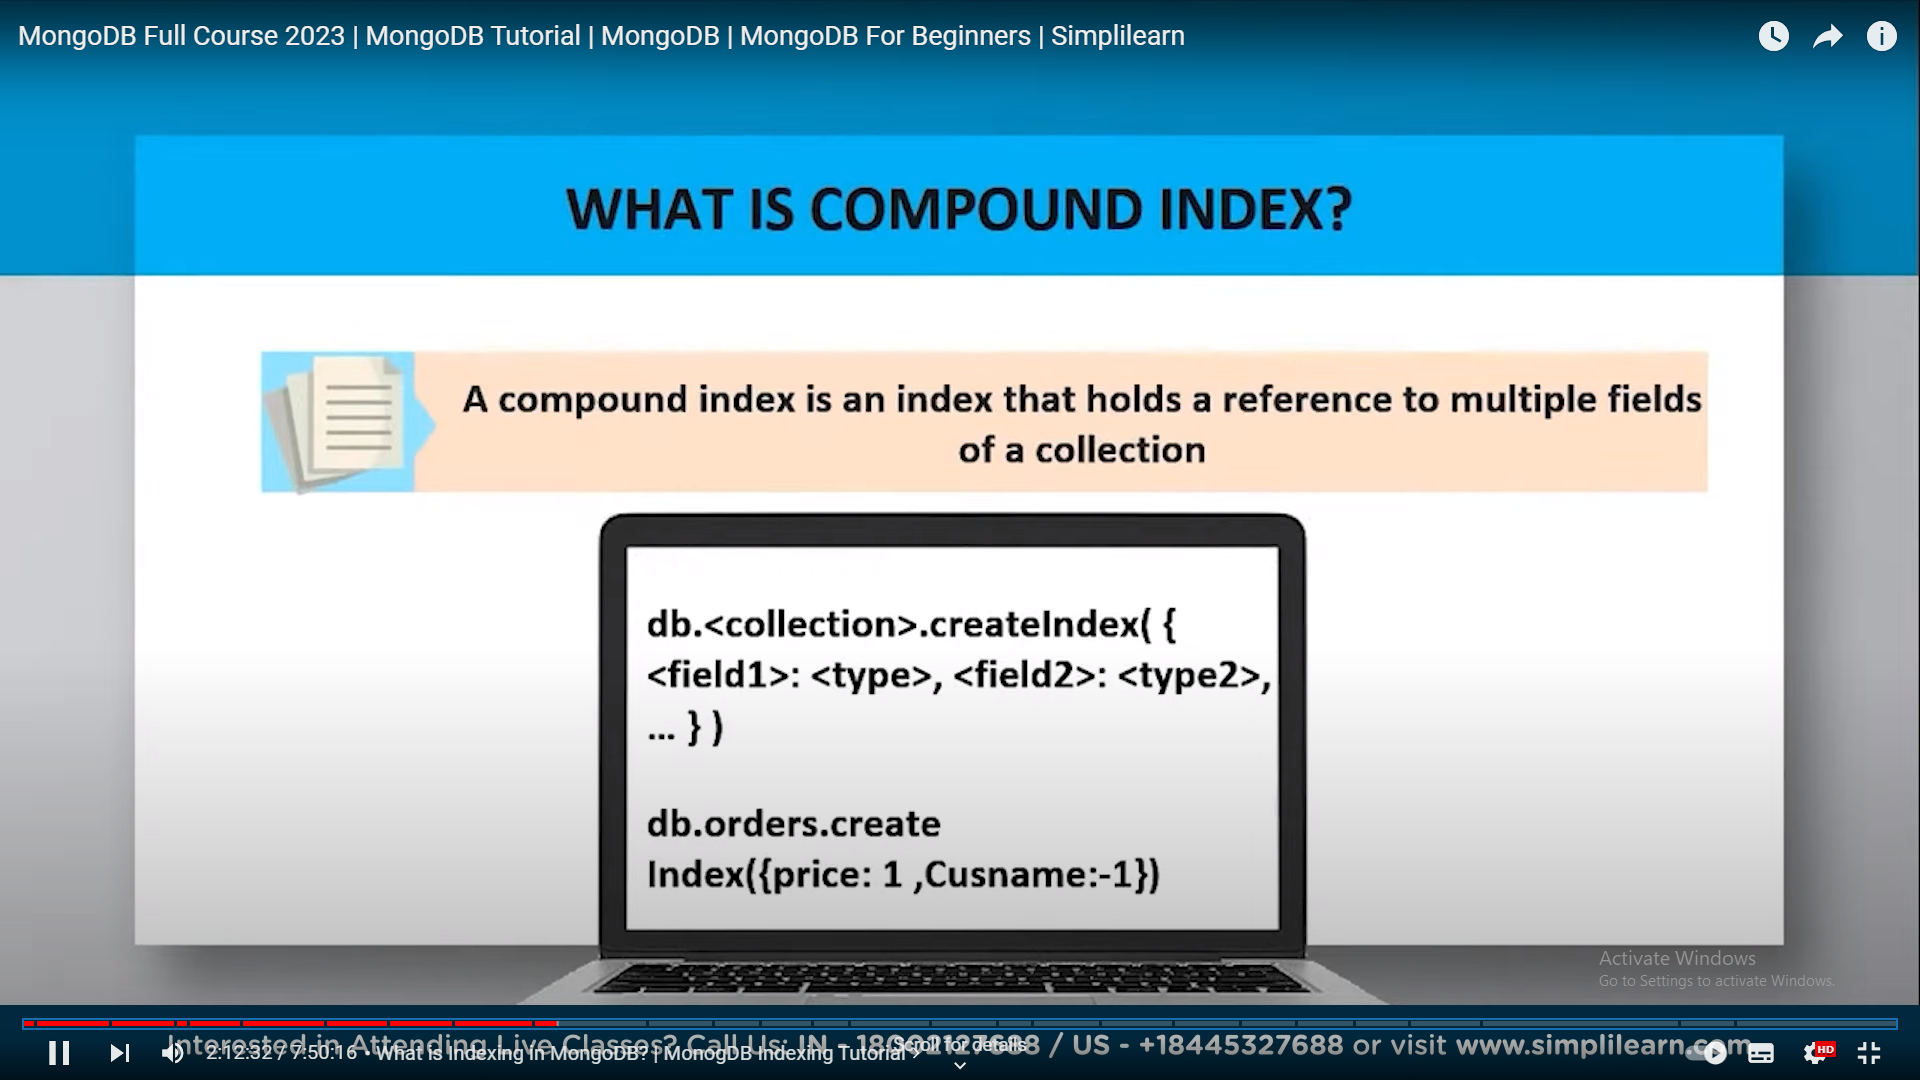 MongoDB Full Course 2023 | MongoDB Tutorial | MongoDB | MongoDB For Beginners | Simplilearn
WHAT IS COMPOUND INDEX?
A compound index is an index that holds a reference to multiple fields
of a collection
db.<collection>.createIndex( {
<field1>: <type>, <field2>: <type2>,
... } )
db.orders.create
Index({price: 1 ,Cusname:-1})
Activate Windows
Go to Settings to activate Windows.
Interested in Attending Live Classes? Call Us: IN - / US - +18445327688 or visit www.simplilearn.com
2:12:32 / 7:50:16 • What is Indexing In MongoDB? | MonogDB Indexing Tutorial
Scroll for details
HD